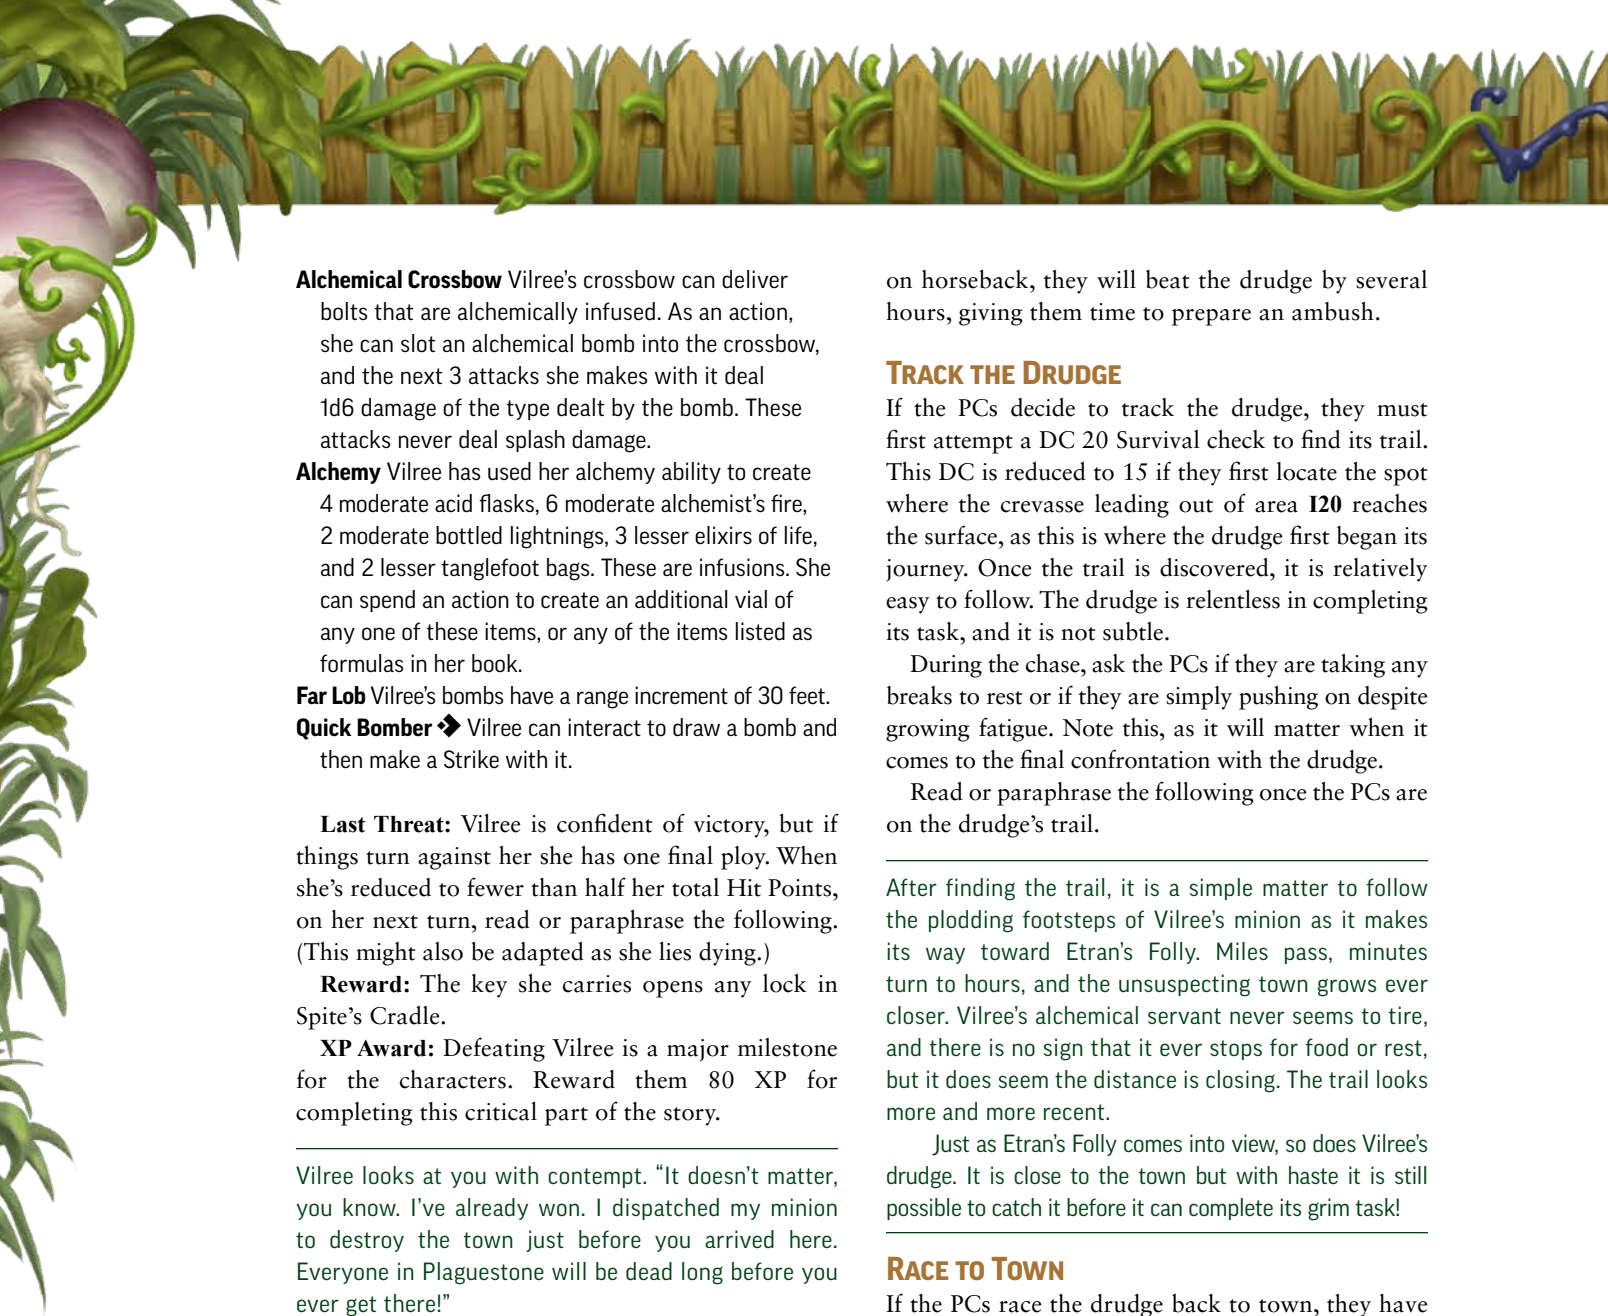 Alchemical Crossbow Vilree's crossbow can deliver
bolts that are alchemically infused. As an action,
she can slot an alchemical bomb into the crossbow,
and the next 3 attacks she makes with it deal
1d6 damage of the type dealt by the bomb. These
attacks never deal splash damage.
Alchemy Vilree has used her alchemy ability to create
4 moderate acid flasks, 6 moderate alchemist's fire,
2 moderate bottled lightnings, 3 lesser elixirs of life,
and 2 lesser tanglefoot bags. These are infusions. She
can spend an action to create an additional vial of
any one of these items, or any of the items listed as
formulas in her book.
Far Lob Vilree's bombs have a range increment of 30 feet.
Quick Bomber Vilree can interact to draw a bomb and
then make a Strike with it.
Last Threat: Vilree is confident of victory, but if
things turn against her she has one final ploy. When
she's reduced to fewer than half her total Hit Points,
on her next turn, read or paraphrase the following.
(This might also be adapted as she lies dying.)
Reward: The key she carries opens any lock in
Spite's Cradle.
XP Award: Defeating Vilree is a major milestone
for the characters. Reward them 80 XP for
completing this critical part of the story.
Vilree looks at you with contempt. "It doesn't matter,
you know. I've already won. I dispatched my minion
to destroy the town just before you arrived here.
Everyone in Plaguestone will be dead long before you
ever get there!"
on horseback, they will beat the drudge by several
hours, giving them time to prepare an ambush.
TRACK THE DRUDGE
If the PCs decide to track the drudge, they must
first attempt a DC 20 Survival check to find its trail.
This DC is reduced to 15 if they first locate the spot
where the crevasse leading out of area I20 reaches
the surface, as this is where the drudge first began its
journey. Once the trail is discovered, it is relatively
easy to follow. The drudge is relentless in completing
its task, and it is not subtle.
During the chase, ask the PCs if they are taking any
breaks to rest or if they are simply pushing on despite
growing fatigue. Note this, as it will matter when it
comes to the final confrontation with the drudge.
Read or paraphrase the following once the PCs are
on the drudge's trail.
After finding the trail, it is a simple matter to follow
the plodding footsteps of Vilree's minion as it makes
its way toward Etran's Folly. Miles pass, minutes
turn to hours, and the unsuspecting town grows ever
closer. Vilree's alchemical servant never seems to tire,
and there is no sign that it ever stops for food or rest,
but it does seem the distance is closing. The trail looks
more and more recent.
Just as Etran's Folly comes into view, so does Vilree's
drudge. It is close to the town but with haste it is still
possible to catch it before it can complete its grim task!
RACE TO TOWN
If the PCs race the drudge back to town, they have